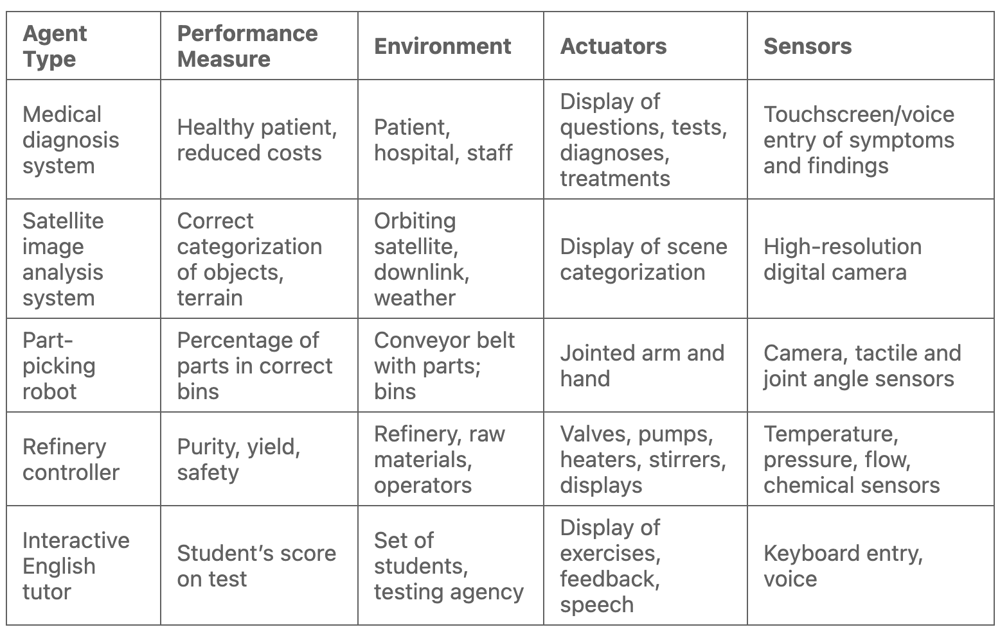 Agent
Type
Performance
Measure
Environment
Actuators
Sensors
Medical
diagnosis
system
Healthy patient,
reduced costs
Patient,
hospital, staff
Display of
questions, tests,
diagnoses,
treatments
Touchscreen/voice
entry of symptoms
and findings
Satellite
image
analysis
system
Correct
categorization
of objects,
terrain
Orbiting
satellite,
downlink,
weather
Display of scene
categorization
High-resolution
digital camera
Part-
picking
robot
Percentage of
parts in correct
bins
Conveyor belt
with parts;
bins
Jointed arm and
hand
Camera, tactile and
joint angle sensors
Refinery
controller
Purity, yield,
safety
Refinery, raw
materials,
operators
Valves, pumps,
heaters, stirrers,
displays
Temperature,
pressure, flow,
chemical sensors
Interactive
English
tutor
Student’s score
on test
Set of
students,
testing agency
Display of
exercises,
feedback,
speech
Keyboard entry,
voice